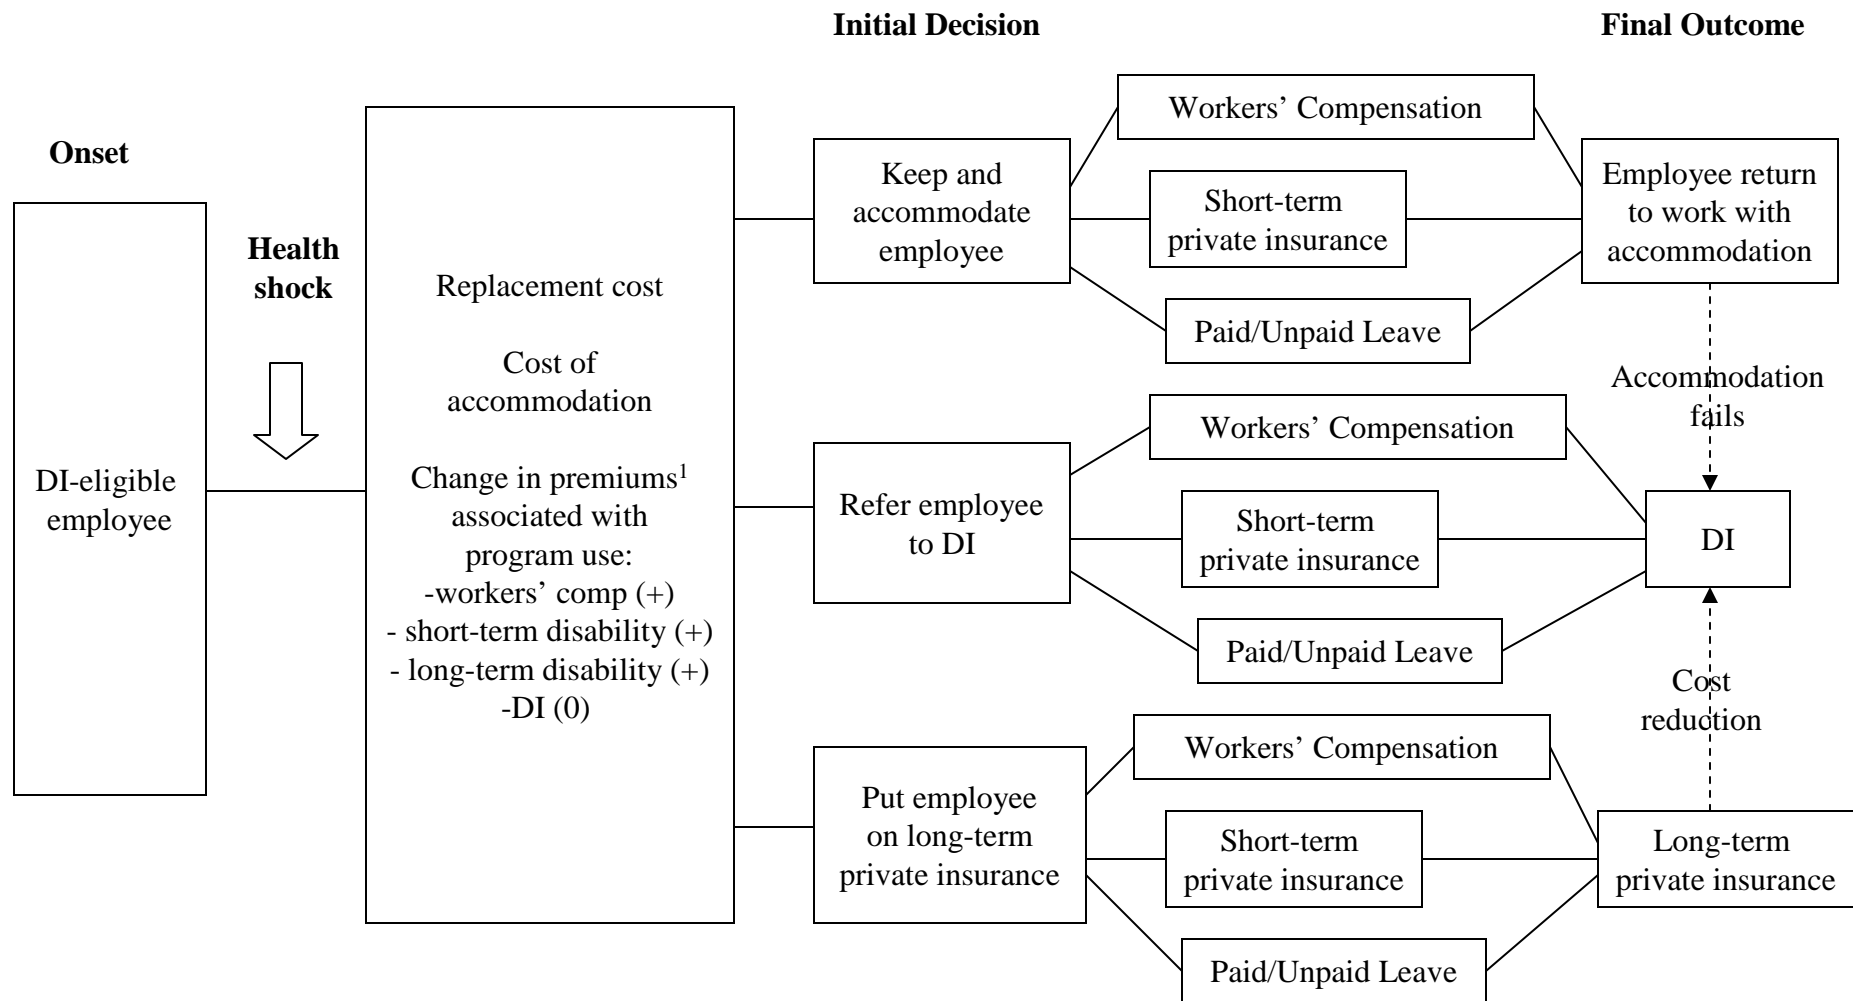 Initial Decision
Final Outcome
Onset
DI-eligible
employee
Health
shock
Replacement cost
Cost of
accommodation
Change in premiums¹
associated with
program use:
-workers’ comp (+)
- short-term disability (+)
- long-term disability (+)
-DI (0)
Keep and
accommodate
employee
Workers’ Compensation
Short-term
private insurance
Paid/Unpaid Leave
Employee return
to work with
accommodation
Accommodation
fails
Refer employee
to DI
Workers’ Compensation
Short-term
private insurance
Paid/Unpaid Leave
DI
Cost
reduction
Put employee
on long-term
private insurance
Workers’ Compensation
Short-term
private insurance
Paid/Unpaid Leave
Long-term
private insurance